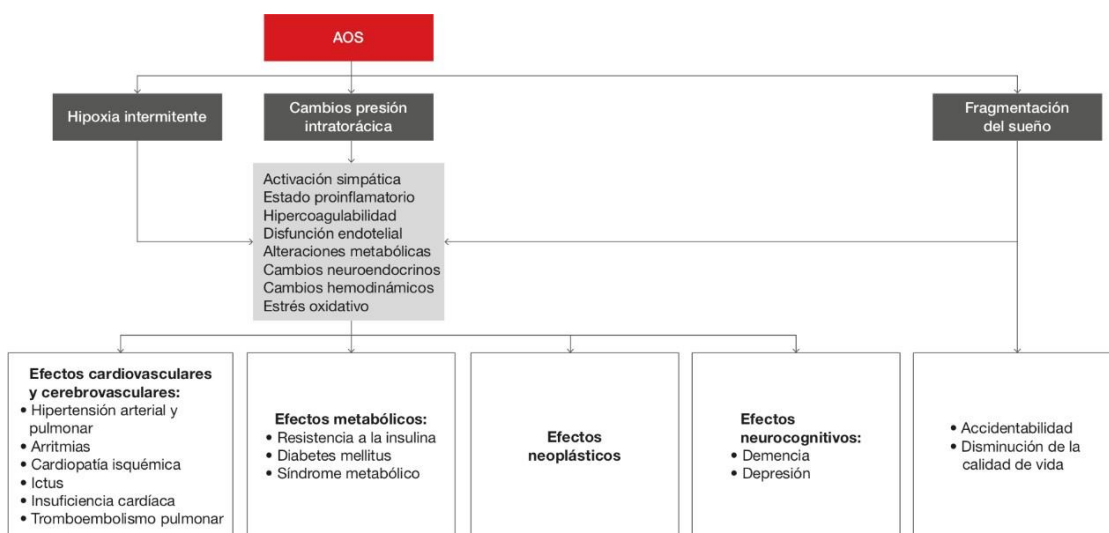 AOS
Hipoxia intermitente
Cambios presión
intratorácica
Fragmentación
del sueño
Activación simpática
Estado proinflamatorio
Hipercoagulabilidad
Disfunción endotelial
Alteraciones metabólicas
Cambios neuroendocrinos
Cambios hemodinámicos
Estrés oxidativo
Efectos cardiovasculares
y cerebrovasculares:
• Hipertensión arterial y
pulmonar
• Arritmias
• Cardiopatía isquémica
• Ictus
• Insuficiencia cardíaca
• Tromboembolismo pulmonar
Efectos metabólicos:
• Resistencia a la insulina
• Diabetes mellitus
• Síndrome metabólico
Efectos
neoplásticos
Efectos
neurocognitivos:
• Demencia
• Depresión
• Accidentabilidad
• Disminución de la
calidad de vida